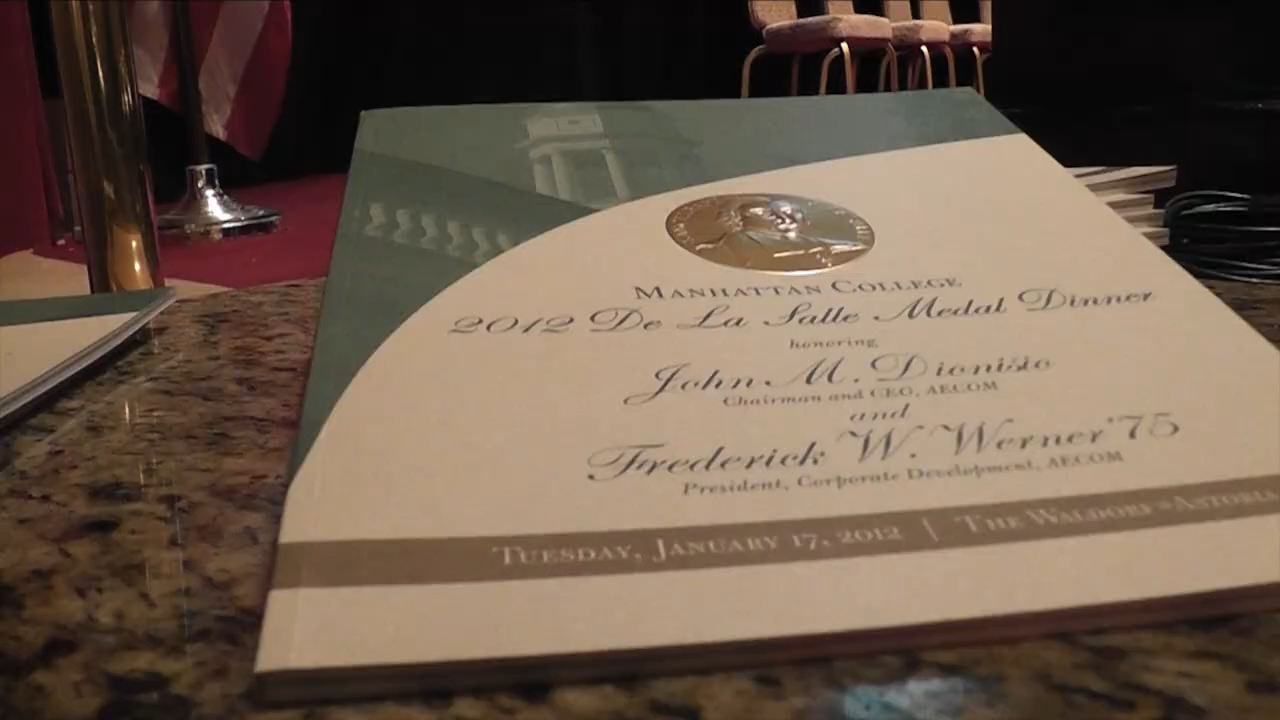 Manhattan College
2012 De La Salle Medal Dinner
honoring
John M. Dionisio
Chairman and CEO, AECOM
and
Frederick W. Werner '75
President, Corporate Development, AECOM
Tuesday, January 17, 2012 | The Waldorf=Astoria